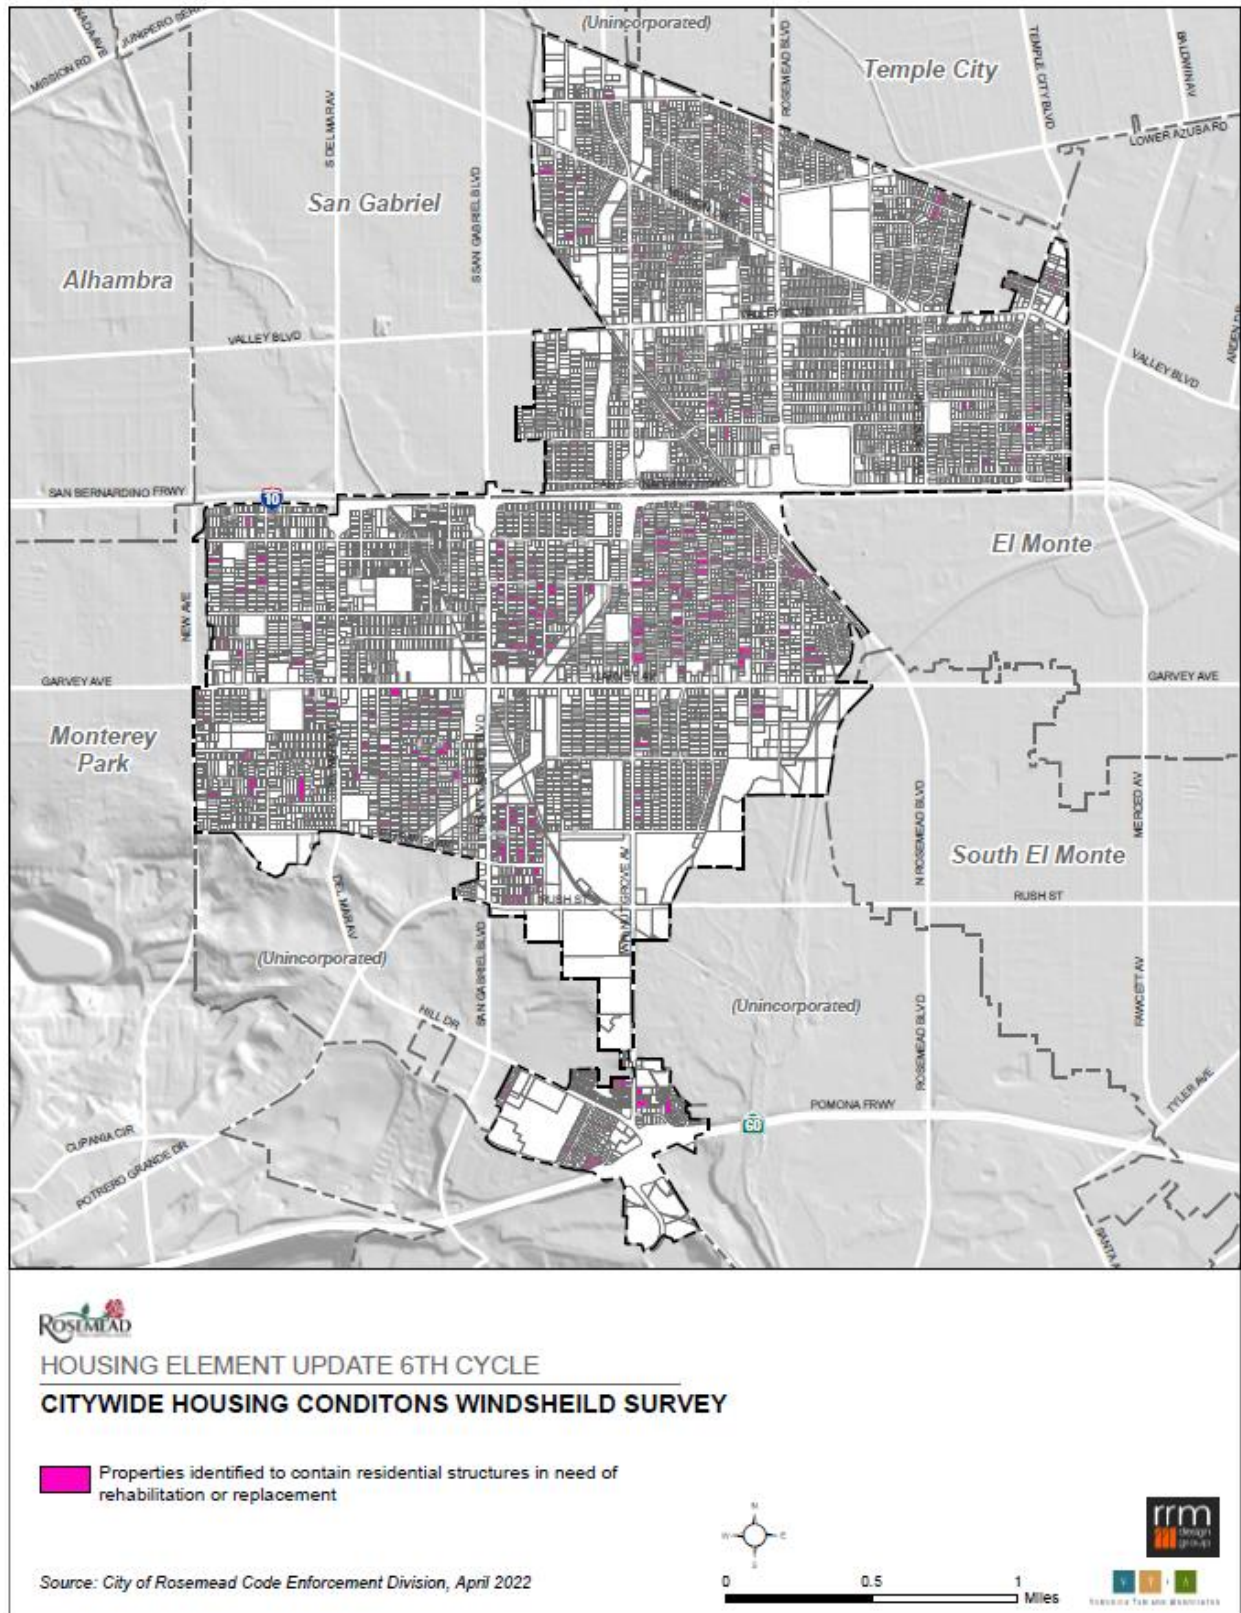 (Unincorporated)
JUNIPERO SERR
MISSION RD
ROSEMEAD BLVD
Temple City
TEMPLE CITY BLVD
BALDWIN AV
LOWER AZUSA RD
S DEL MAR AV
San Gabriel
S SAN GABRIEL BLVD
Alhambra
VALLEY BLVD
VALLEY BLVD
VALLEY BLVD
SAN BERNARDINO FRWY
10
El Monte
NEW AVE
GARVEY AVE
GARVEY AV
GARVEY AVE
Monterey
Park
N ROSEMEAD BLVD
MERCED AV
South El Monte
DEL MAR AV
RUSH ST
WALNUT GROVE AV
RUSH ST
(Unincorporated)
SAN GABRIEL BLVD
HILL DR
(Unincorporated)
ROSEMEAD BLVD
FAWCETT AV
TYLER AVE
POMONA FRWY
60
POTRERO GRANDE DR
SANTA A
ROSEMEAD
HOUSING ELEMENT UPDATE 6TH CYCLE
CITYWIDE HOUSING CONDITONS WINDSHEILD SURVEY
Properties identified to contain residential structures in need of
rehabilitation or replacement
N
W
E
S
rrm
design
group
Source: City of Rosemead Code Enforcement Division, April 2022
0
0.5
1
Miles